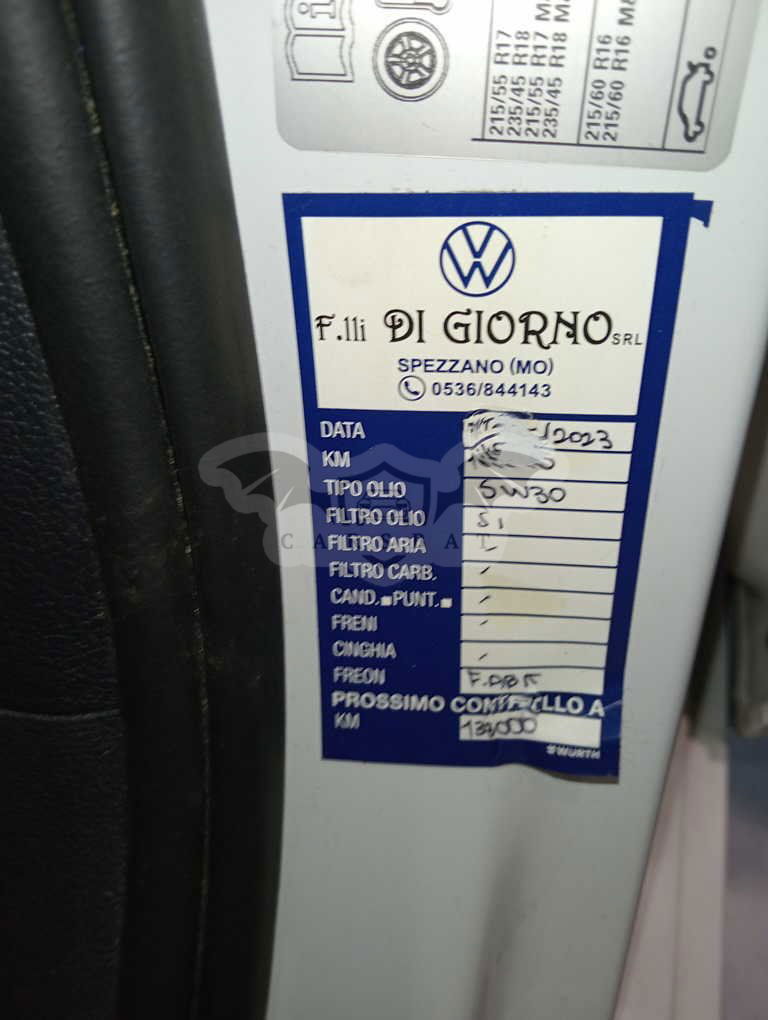 215/55 R17
235/45 R18
215/55 R17 M
235/45 R18 M
215/60 R16
215/60 R16 M&
F.lli DI GIORNO SRL
SPEZZANO (MO)
0536/844143
DATA /2023
KM
TIPO OLIO 5W30
FILTRO OLIO SI
FILTRO ARIA -
FILTRO CARB. -
CAND. PUNT. -
FRENI -
CINGHIA -
FREON
PROSSIMO CONTROLLO A
KM
#WÜRTH